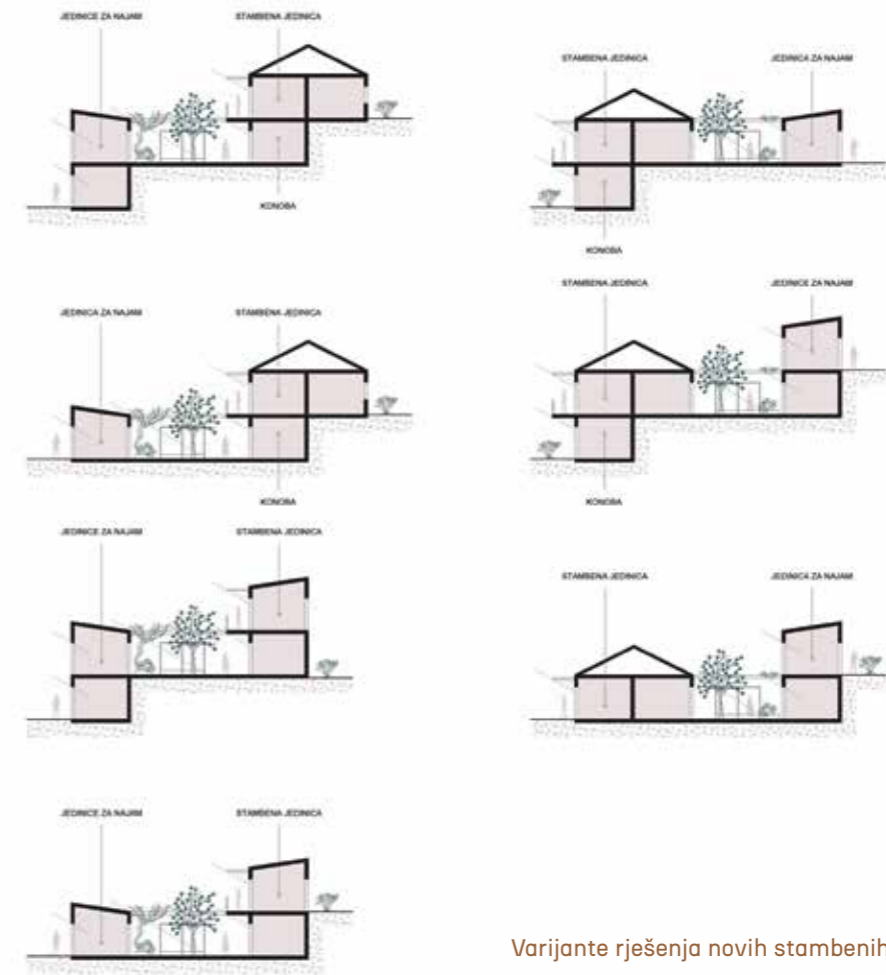 JEDINICE ZA NAJAM STAMBENA JEDINICA
KONOBA
STAMBENA JEDINICA JEDINICA ZA NAJAM
KONOBA
JEDINICA ZA NAJAM STAMBENA JEDINICA
KONOBA
STAMBENA JEDINICA JEDINICE ZA NAJAM
KONOBA
JEDINICE ZA NAJAM STAMBENA JEDINICA
STAMBENA JEDINICA JEDINICA ZA NAJAM
JEDINICE ZA NAJAM STAMBENA JEDINICA
Varijante rješenja novih stambenih